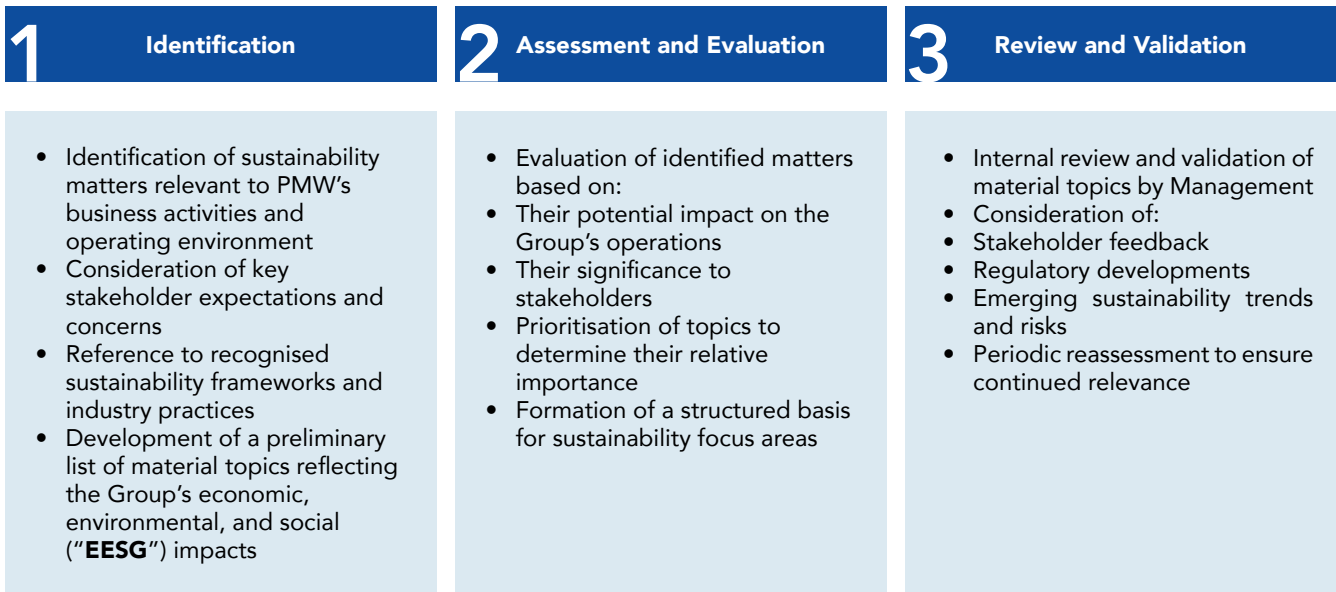 1 Identification
• Identification of sustainability
matters relevant to PMW’s
business activities and
operating environment
• Consideration of key
stakeholder expectations and
concerns
• Reference to recognised
sustainability frameworks and
industry practices
• Development of a preliminary
list of material topics reflecting
the Group’s economic,
environmental, and social
(“EESG”) impacts
2 Assessment and Evaluation
• Evaluation of identified matters
based on:
• Their potential impact on the
Group’s operations
• Their significance to
stakeholders
• Prioritisation of topics to
determine their relative
importance
• Formation of a structured basis
for sustainability focus areas
3 Review and Validation
• Internal review and validation of
material topics by Management
• Consideration of:
• Stakeholder feedback
• Regulatory developments
• Emerging sustainability trends
and risks
• Periodic reassessment to ensure
continued relevance